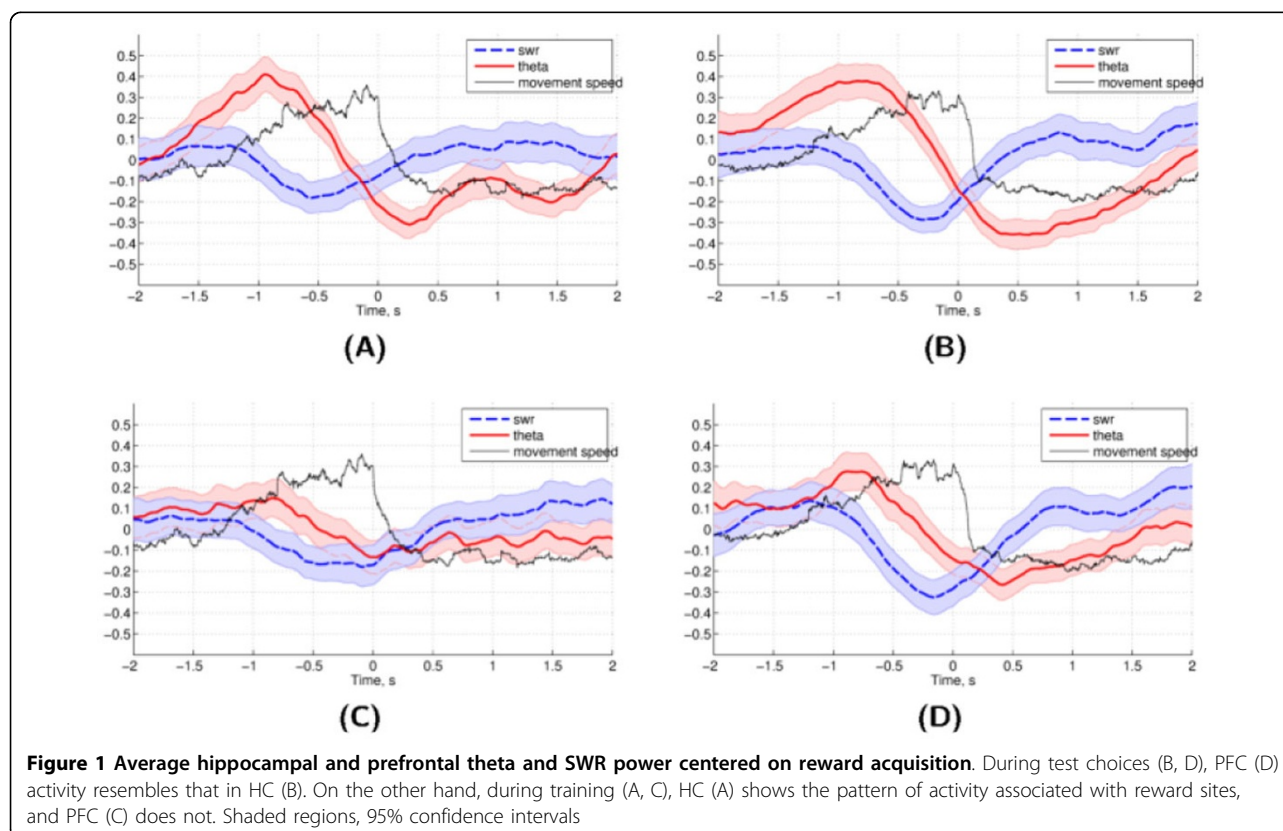 0.5
0.4
0.3
0.2
0.1
0
−0.1
−0.2
−0.3
−0.4
−0.5
swr
theta
movement speed
−2 −1.5 −1 −0.5 0 0.5 1 1.5 2
Time, s
(A)
0.5
0.4
0.3
0.2
0.1
0
−0.1
−0.2
−0.3
−0.4
−0.5
swr
theta
movement speed
−2 −1.5 −1 −0.5 0 0.5 1 1.5 2
Time, s
(B)
0.5
0.4
0.3
0.2
0.1
0
−0.1
−0.2
−0.3
−0.4
−0.5
swr
theta
movement speed
−2 −1.5 −1 −0.5 0 0.5 1 1.5 2
Time, s
(C)
0.5
0.4
0.3
0.2
0.1
0
−0.1
−0.2
−0.3
−0.4
−0.5
swr
theta
movement speed
−2 −1.5 −1 −0.5 0 0.5 1 1.5 2
Time, s
(D)
Figure 1 Average hippocampal and prefrontal theta and SWR power centered on reward acquisition. During test choices (B, D), PFC (D)
activity resembles that in HC (B). On the other hand, during training (A, C), HC (A) shows the pattern of activity associated with reward sites,
and PFC (C) does not. Shaded regions, 95% confidence intervals